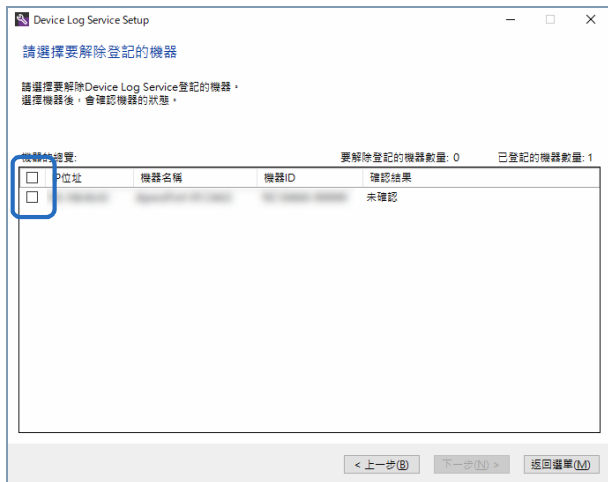 Device Log Service Setup
請選擇要解除登記的機器
請選擇要解除Device Log Service登記的機器。
選擇機器後，會確認機器的狀態。
機器的總覽: 要解除登記的機器數量: 0 已登記的機器數量: 1
IP位址 機器名稱 機器ID 確認結果
未確認
< 上一步(B) 下一步(N) > 返回選單(M)